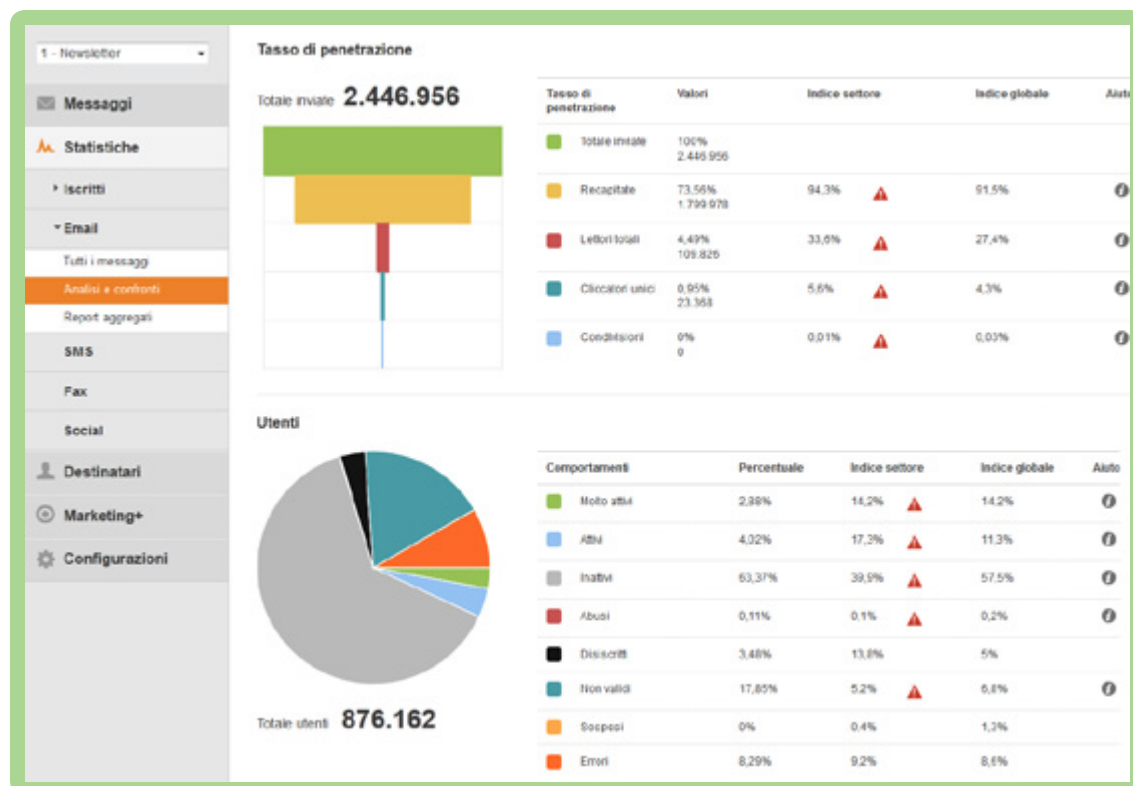 1 - Newsletter
Messaggi
Statistiche
Iscritti
Email
Tutti i messaggi
Analisi e confronti
Report aggregati
SMS
Fax
Social
Destinatari
Marketing+
Configurazioni
Tasso di penetrazione
Totale inviate 2.446.956
Tasso di penetrazione Valori Indice settore Indice globale Aiuto
Totale inviate 100%
2.446.956
Recapitate 73,56% 94,3% 91,5%
1.799.978
Lettori totali 4,49% 33,6% 27,4%
109.826
Cliccatori unici 0,95% 5,6% 4,3%
23.368
Condivisioni 0% 0,01% 0,03%
0
Utenti
Totale utenti 876.162
Comportamenti Percentuale Indice settore Indice globale Aiuto
Molto attivi 2,88% 14,2% 14,2%
Attivi 4,02% 17,3% 11,3%
Inattivi 63,37% 39,9% 57,5%
Abusi 0,11% 0,1% 0,2%
Disiscritti 3,48% 13,8% 5%
Non validi 17,85% 5,2% 6,8%
Sospesi 0% 0,4% 1,3%
Errori 8,29% 9,2% 8,6%